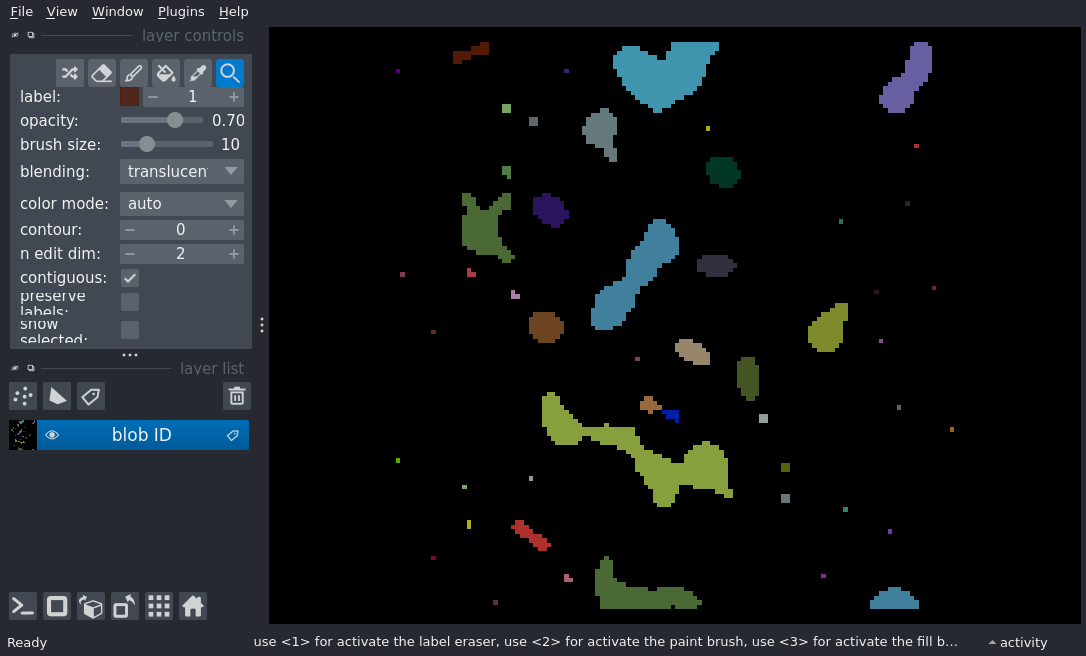 File View Window Plugins Help
layer controls
label: 1
opacity: 0.70
brush size: 10
blending: translucen
color mode: auto
contour: 0
n edit dim: 2
contiguous:
preserve
labels:
show
selected:
layer list
blob ID
Ready use <1> for activate the label eraser, use <2> for activate the paint brush, use <3> for activate the fill b… activity